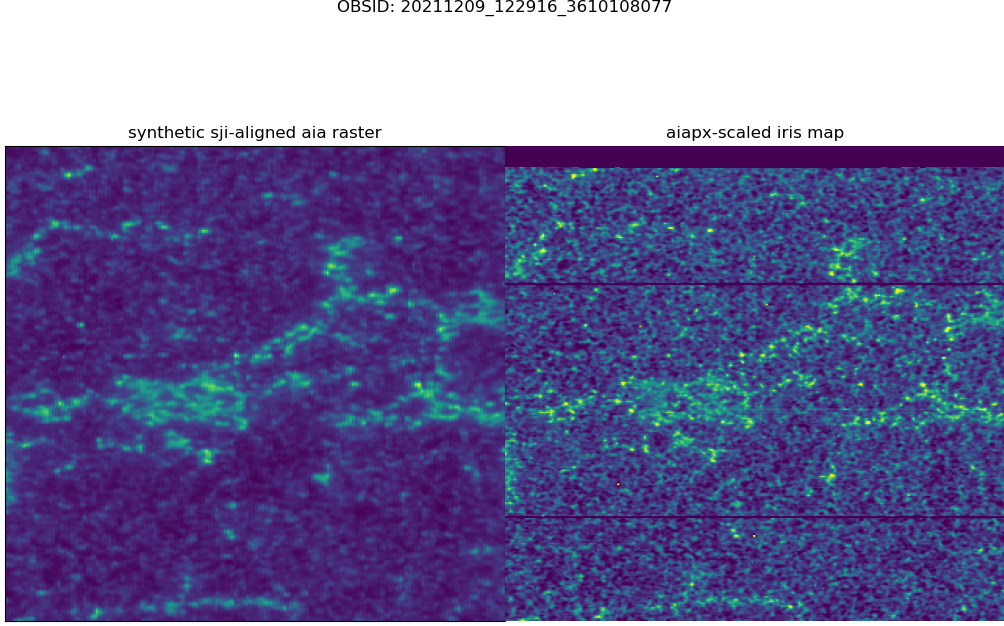 OBSID: 20211209_122916_3610108077
synthetic sji-aligned aia raster
aiapx-scaled iris map